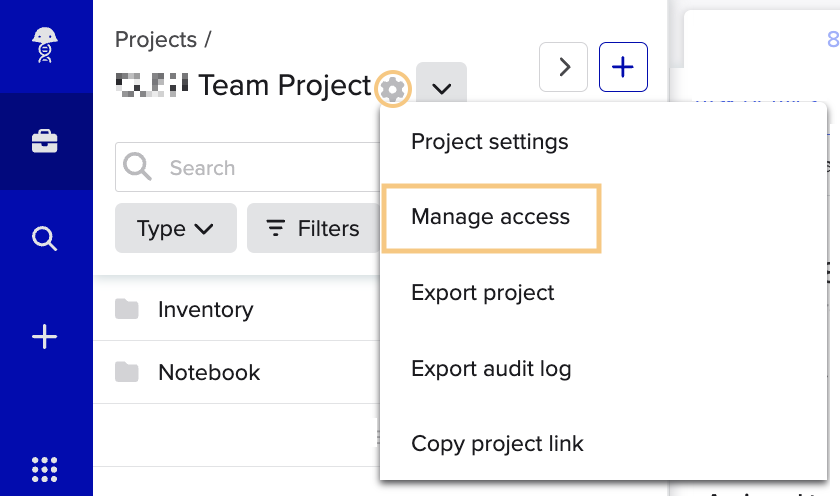 Projects /
Team Project
Search
Type
Filters
Inventory
Notebook
Project settings
Manage access
Export project
Export audit log
Copy project link
8